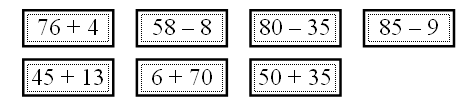 76 + 4 58 – 8 80 – 35 85 – 9
45 + 13 6 + 70 50 + 35